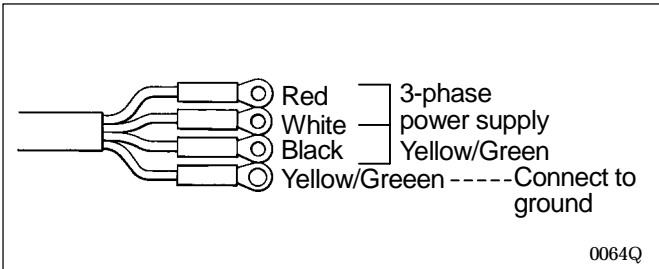 Red
White
Black
Yellow/Greeen
3-phase
power supply
Yellow/Green
Connect to
ground
0064Q